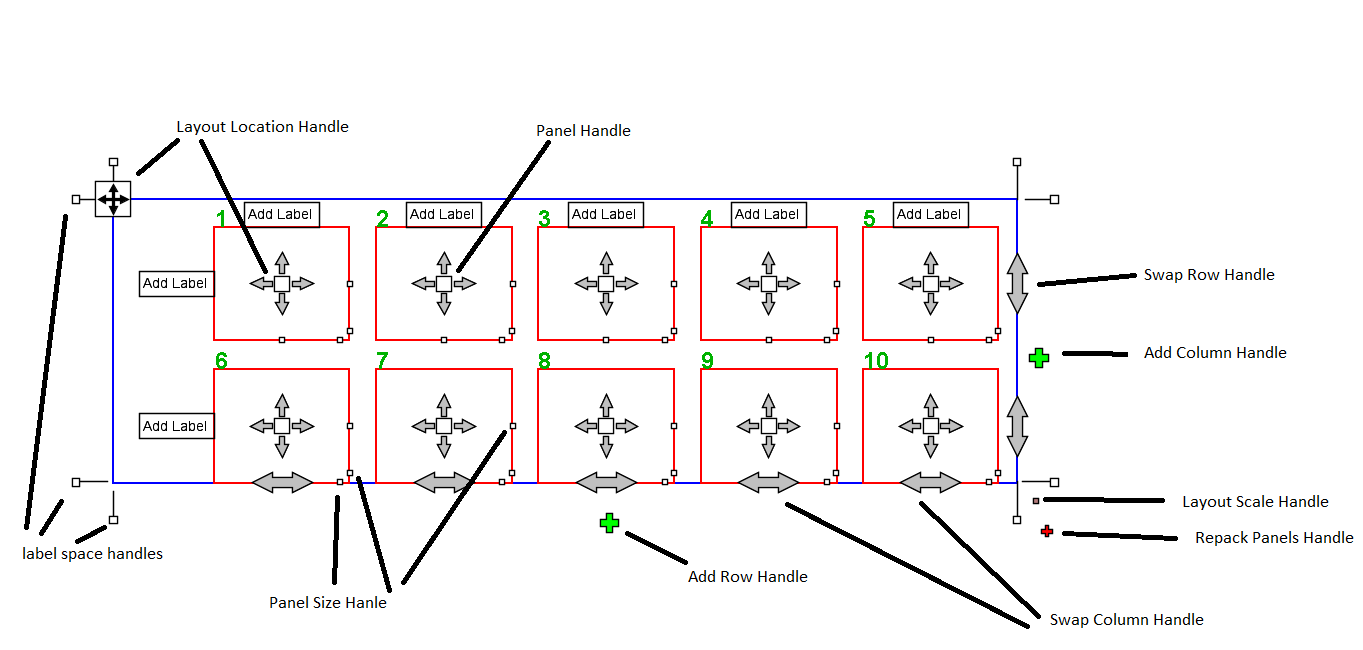 Layout Location Handle
Panel Handle
1 Add Label 2 Add Label 3 Add Label 4 Add Label 5 Add Label
Add Label
Swap Row Handle
Add Column Handle
6 7 8 9 10
Add Label
Layout Scale Handle
Repack Panels Handle
label space handles
Add Row Handle
Panel Size Hanle
Swap Column Handle